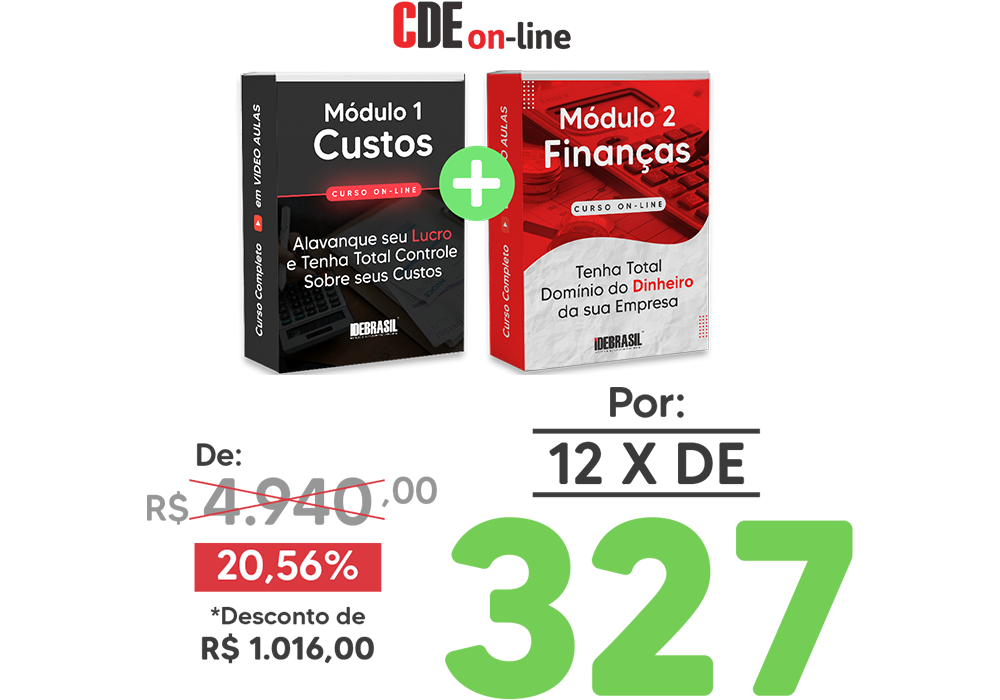 CDE on-line
Curso Completo em VIDEO AULAS
Módulo 1
Custos
CURSO ON-LINE
Alavanque seu Lucro
e Tenha Total Controle
Sobre seus Custos
IDEBRASIL
Curso Completo O AULAS
Módulo 2
Finanças
CURSO ON-LINE
Tenha Total
Domínio do Dinheiro
da sua Empresa
IDEBRASIL
De:
R$ 4.940,00
20,56%
*Desconto de
R$ 1.016,00
Por:
12 X DE
327